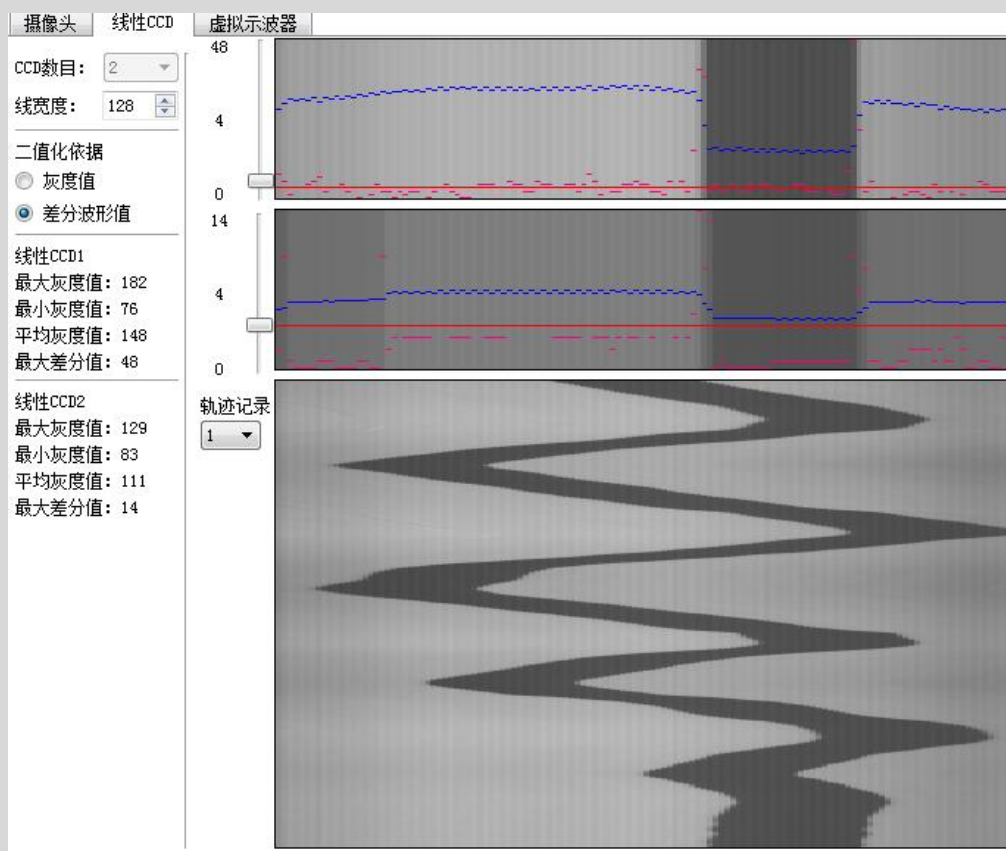 摄像头 线性CCD 虚拟示波器
CCD数目: 2
线宽度: 128
二值化依据
灰度值
差分波形值
线性CCD1
最大灰度值: 182
最小灰度值: 76
平均灰度值: 148
最大差分值: 48
线性CCD2
最大灰度值: 129
最小灰度值: 83
平均灰度值: 111
最大差分值: 14
48
4
0
14
4
0
轨迹记录
1